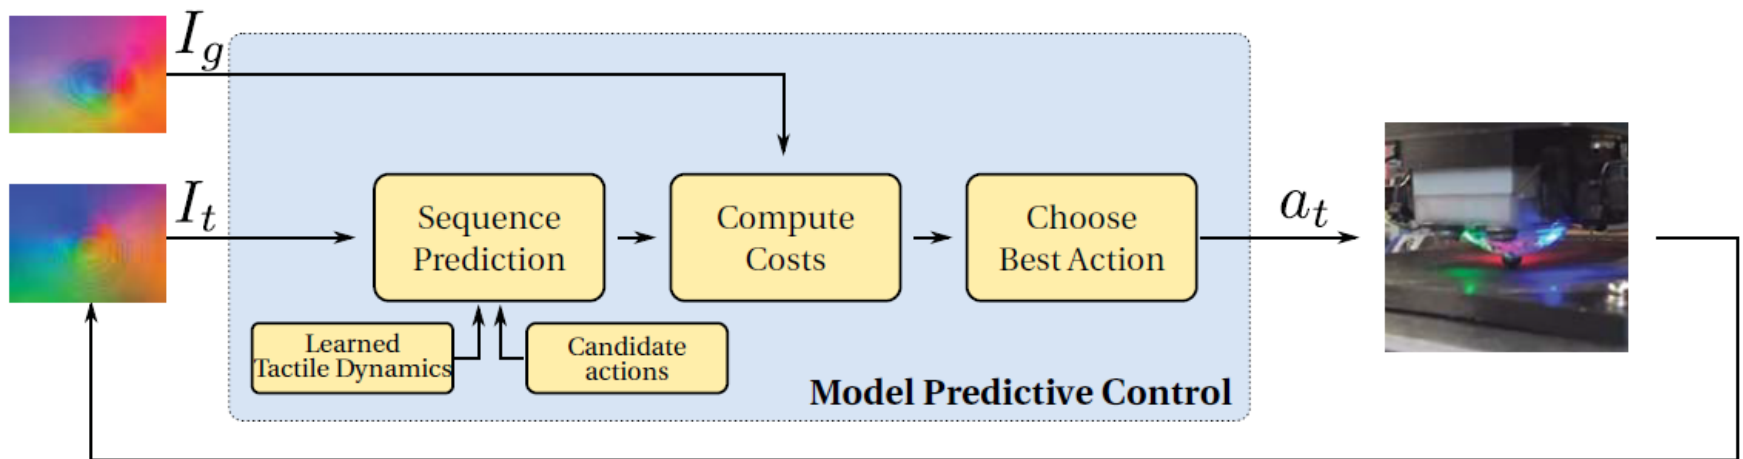 I_g
I_t
Sequence
Prediction
Compute
Costs
Choose
Best Action
a_t
Learned
Tactile Dynamics
Candidate
actions
Model Predictive Control